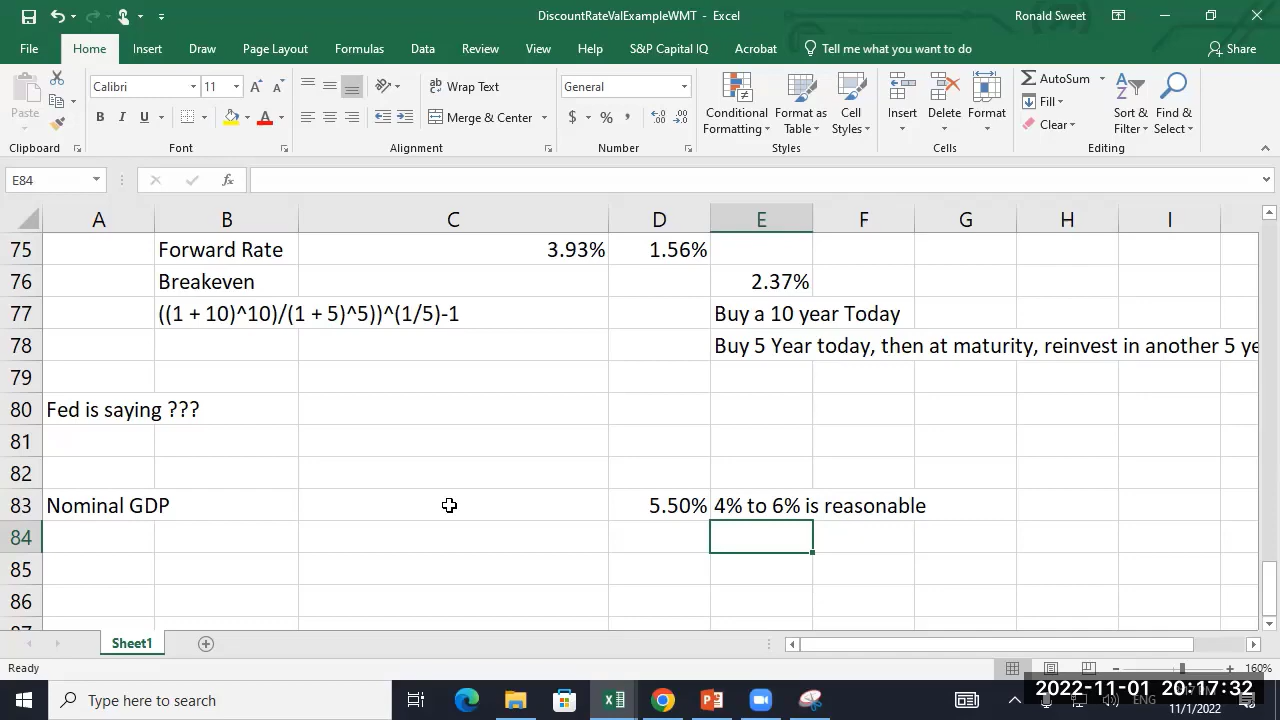 DiscountRateValExampleWMT - Excel
Ronald Sweet
File Home Insert Draw Page Layout Formulas Data Review View Help S&P Capital IQ Acrobat Tell me what you want to do Share
Paste
Clipboard
Calibri 11
B I U
Font
Wrap Text
Merge & Center
Alignment
General
$ % ,
Number
Conditional Formatting
Format as Table
Cell Styles
Styles
Insert Delete Format
Cells
AutoSum
Fill
Clear
Sort & Filter
Find & Select
Editing
E84
fx
A B C D E F G H I
75 Forward Rate 3.93% 1.56%
76 Breakeven 2.37%
77 ((1 + 10)^10)/(1 + 5)^5))^(1/5)-1 Buy a 10 year Today
78 Buy 5 Year today, then at maturity, reinvest in another 5 ye
79
80 Fed is saying ???
81
82
83 Nominal GDP 5.50% 4% to 6% is reasonable
84
85
86
Sheet1
Ready
160%
Type here to search
2022-11-01 20:17:32
ENG
11/1/2022